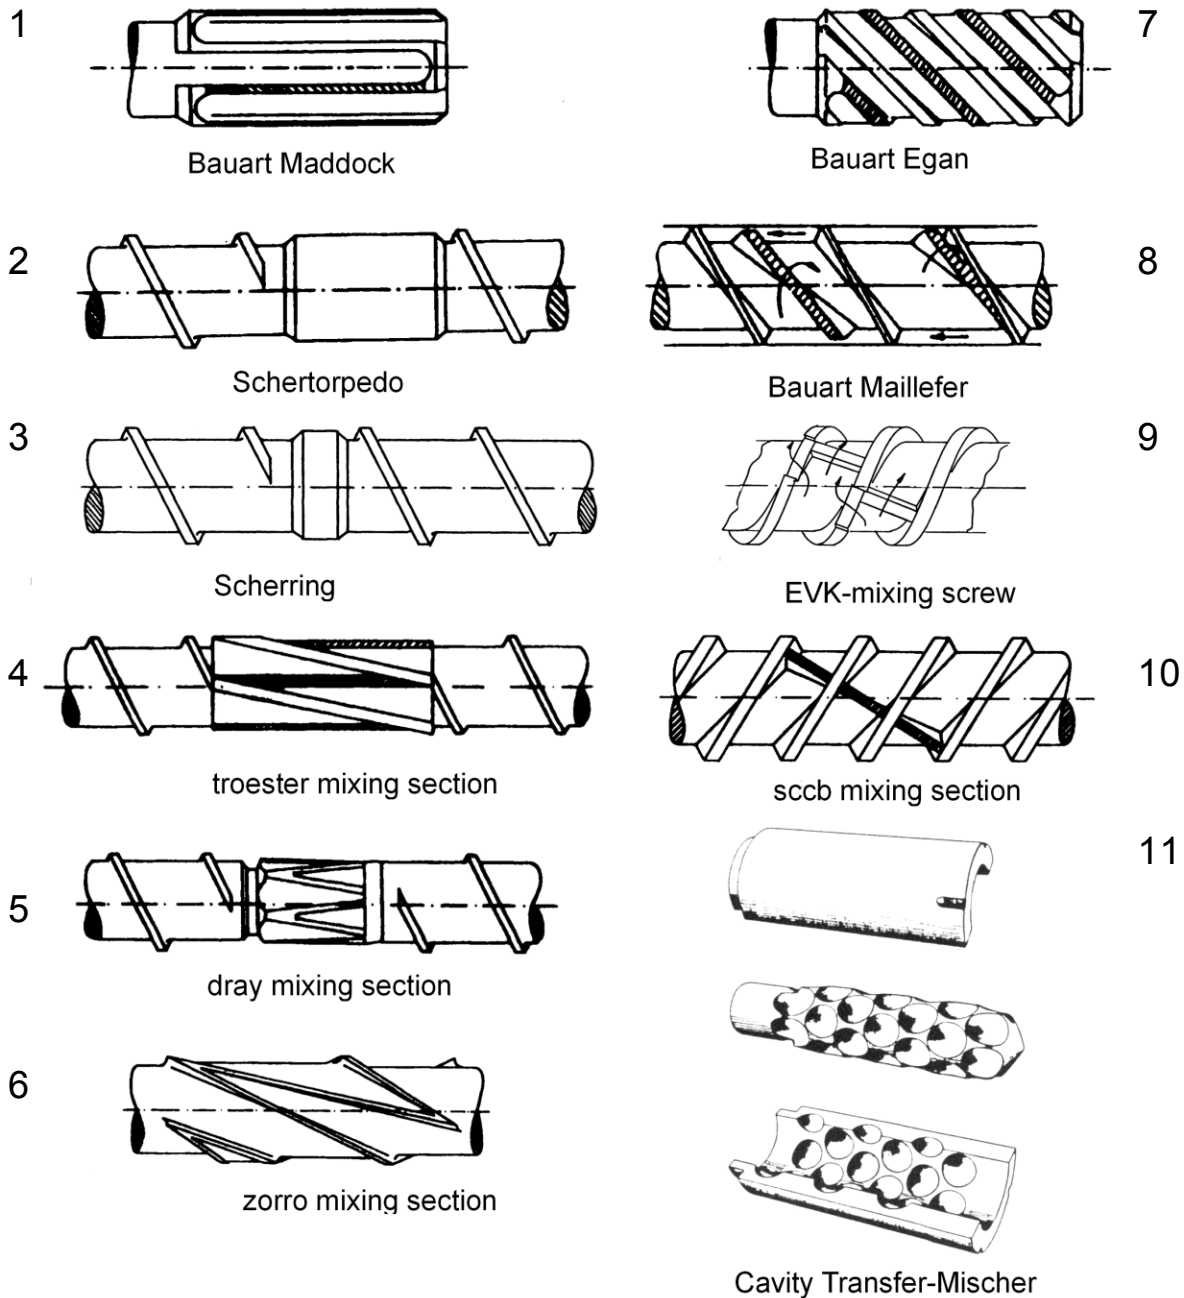 1
Bauart Maddock
2
Schertorpedo
3
Scherring
4
troester mixing section
5
dray mixing section
6
zorro mixing section
7
Bauart Egan
8
Bauart Maillefer
9
EVK-mixing screw
10
sccb mixing section
11
Cavity Transfer-Mischer